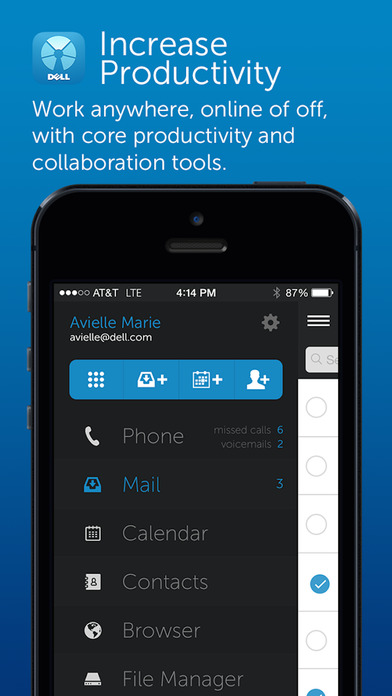 DELL
Increase
Productivity
Work anywhere, online of off,
with core productivity and
collaboration tools.
AT&T LTE 4:14 PM 87%
Avielle Marie
avielle@dell.com
Se
Phone
missed calls 6
voicemails 2
Mail 3
Calendar
Contacts
Browser
File Manager